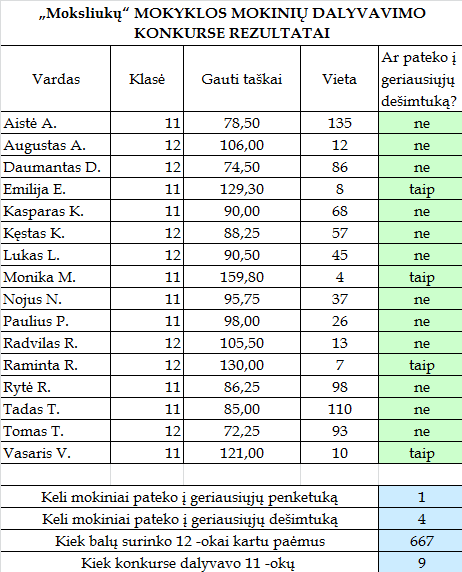 „Moksliukų“ MOKYKLOS MOKINIŲ DALYVAVIMO
KONKURSE REZULTATAI
Vardas Klasė Gauti taškai Vieta Ar pateko į geriausiųjų dešimtuką?
Aistė A. 11 78,50 135 ne
Augustas A. 12 106,00 12 ne
Daumantas D. 12 74,50 86 ne
Emilija E. 11 129,30 8 taip
Kasparas K. 11 90,00 68 ne
Kęstas K. 12 88,25 57 ne
Lukas L. 12 90,50 45 ne
Monika M. 11 159,80 4 taip
Nojus N. 11 95,75 37 ne
Paulius P. 11 98,00 26 ne
Radvilas R. 12 105,50 13 ne
Raminta R. 12 130,00 7 taip
Rytė R. 11 86,25 98 ne
Tadas T. 11 85,00 110 ne
Tomas T. 12 72,25 93 ne
Vasaris V. 11 121,00 10 taip
Keli mokiniai pateko į geriausiųjų penketuką 1
Keli mokiniai pateko į geriausiųjų dešimtuką 4
Kiek balų surinko 12 -okai kartu paėmus 667
Kiek konkurse dalyvavo 11 -okų 9